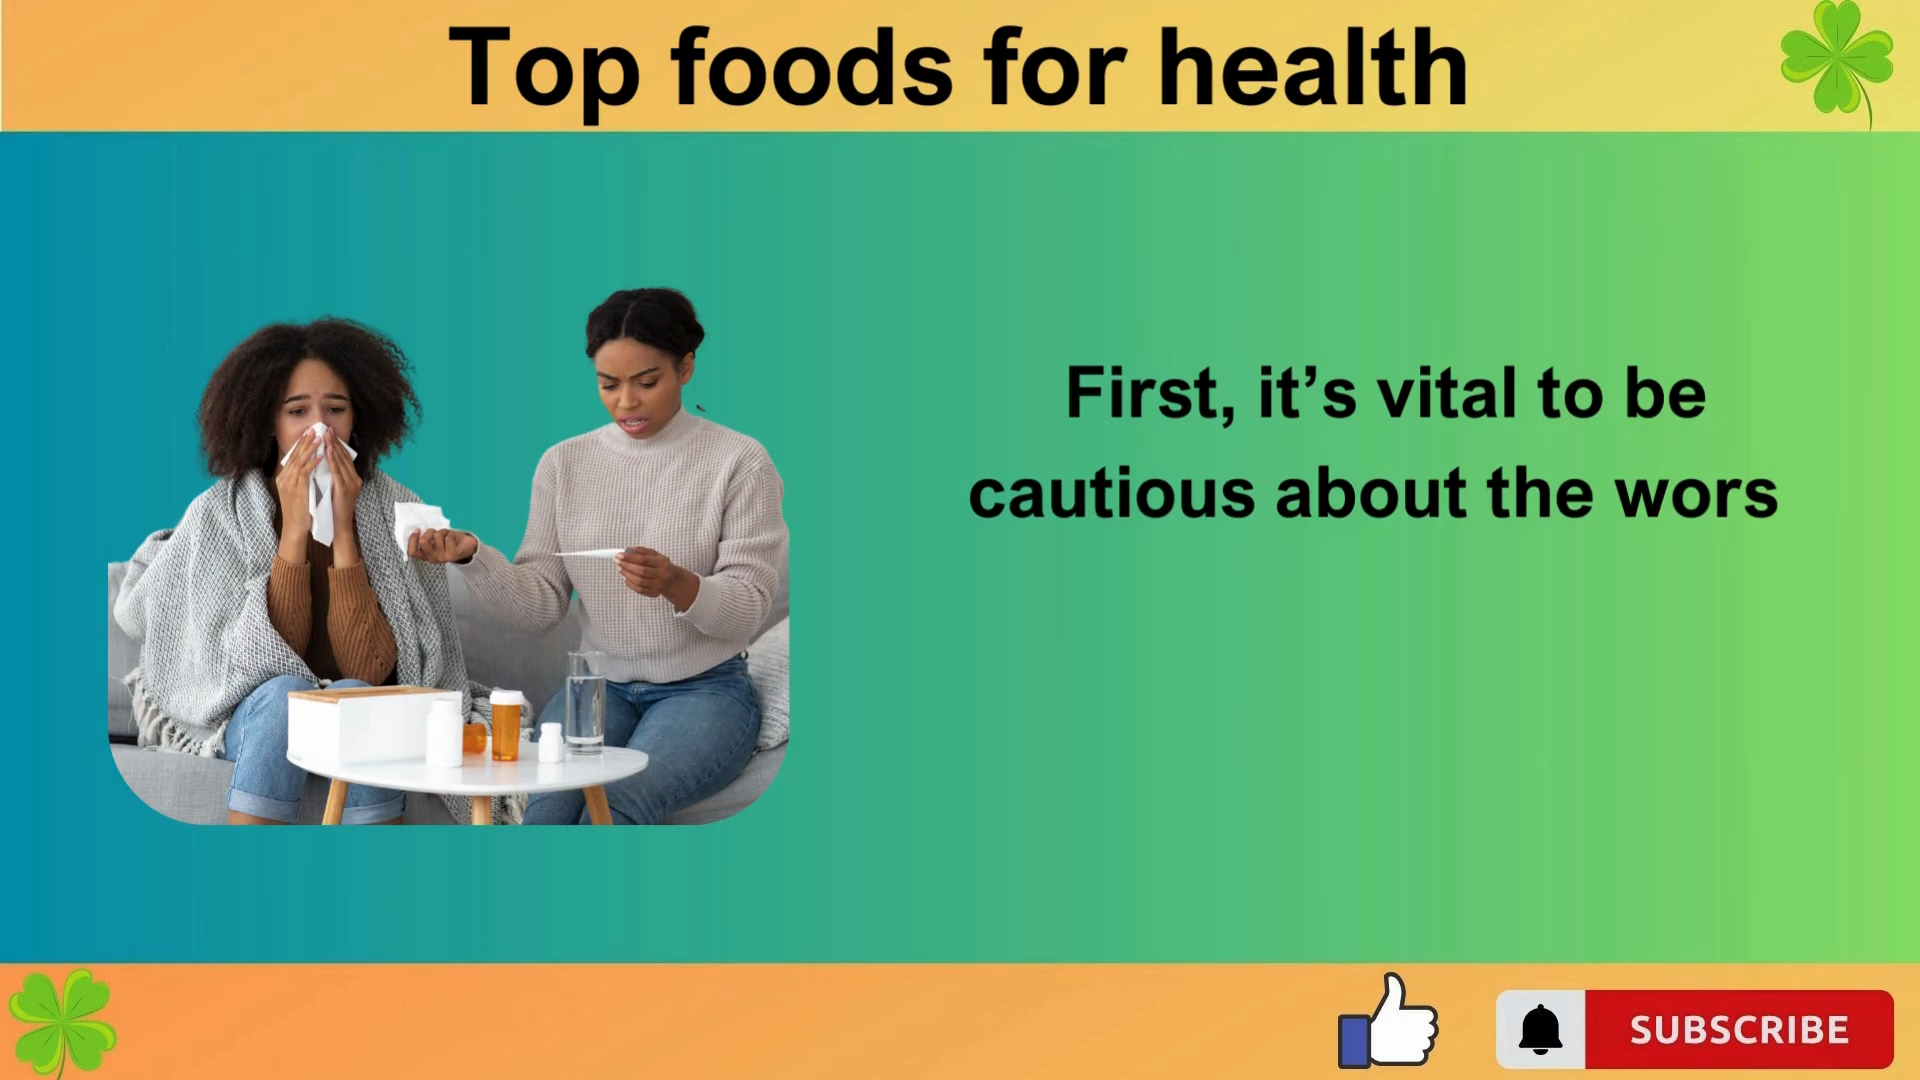 Top foods for health
First, it’s vital to be
cautious about the wors
SUBSCRIBE